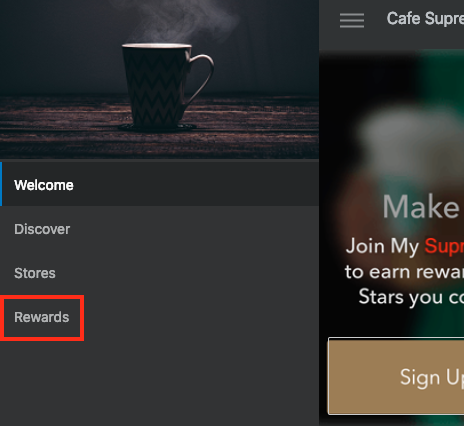 Welcome
Discover
Stores
Rewards
Cafe Supre
Make
Join My Supr
to earn rewar
Stars you co
Sign Up